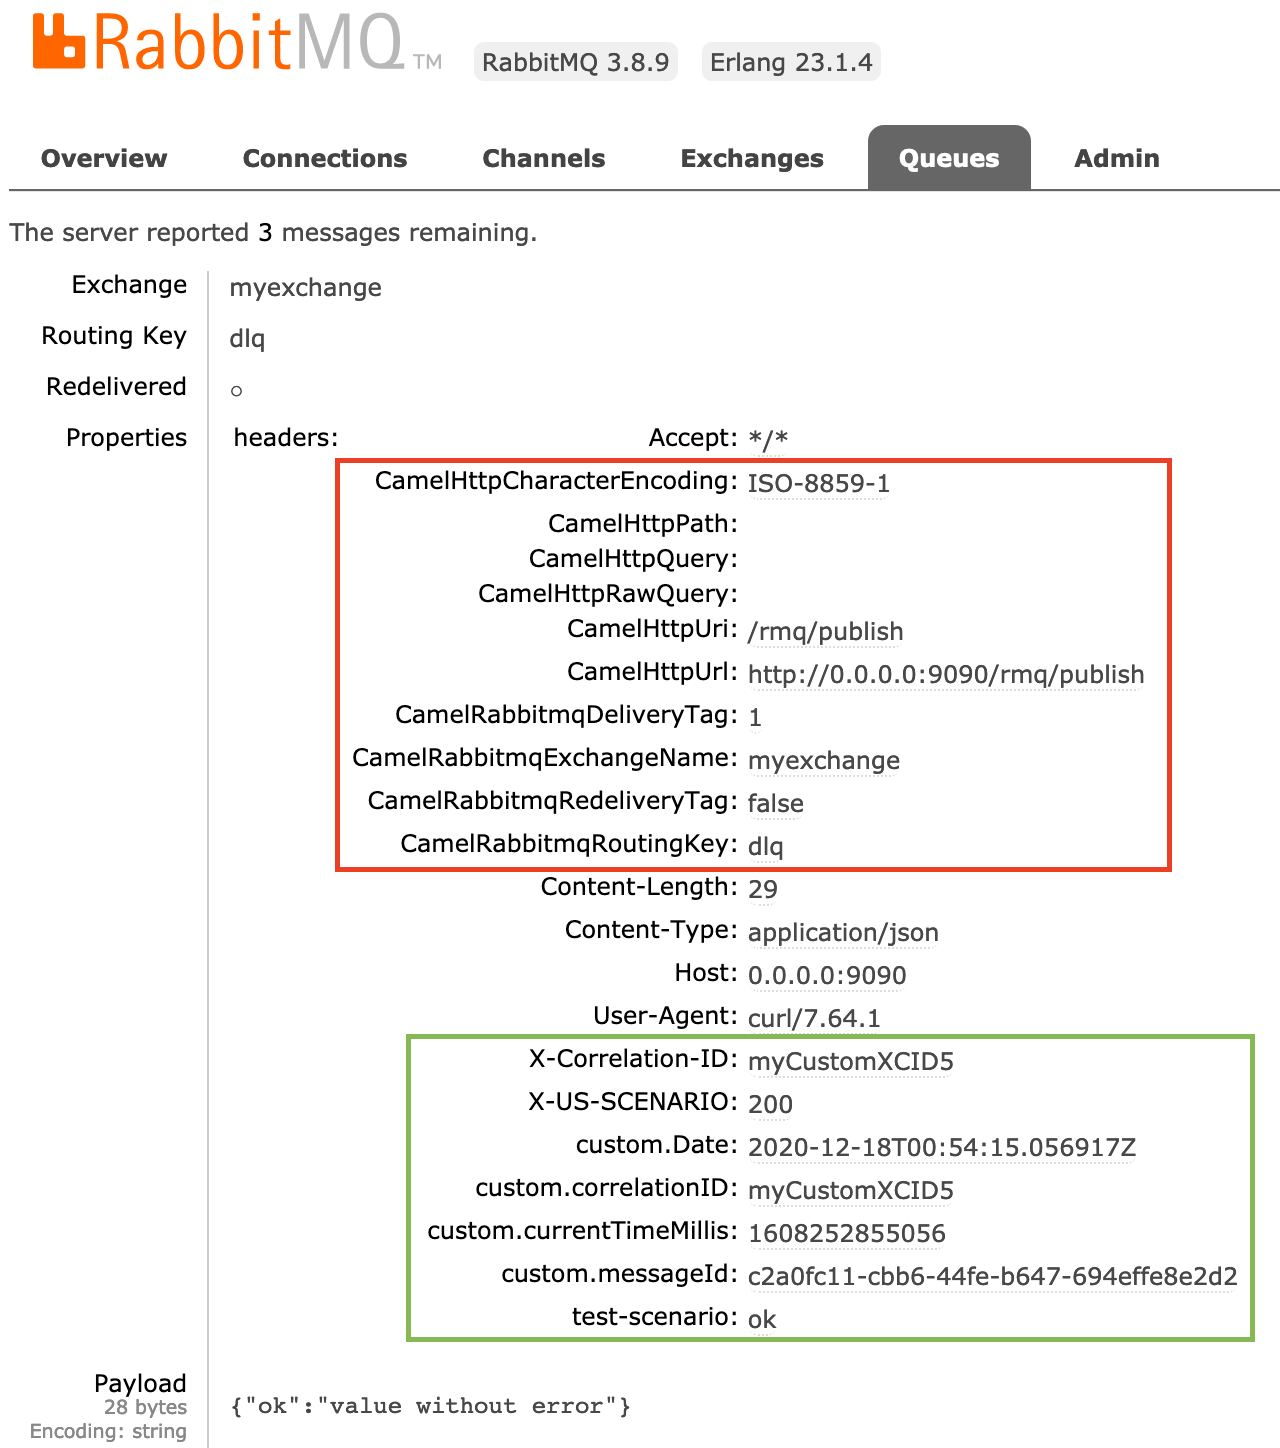 RabbitMQ TM RabbitMQ 3.8.9 Erlang 23.1.4
Overview Connections Channels Exchanges Queues Admin
The server reported 3 messages remaining.
Exchange myexchange
Routing Key dlq
Redelivered ○
Properties headers: Accept: */*
CamelHttpCharacterEncoding: ISO-8859-1
CamelHttpPath:
CamelHttpQuery:
CamelHttpRawQuery:
CamelHttpUri: /rmq/publish
CamelHttpUrl: http://0.0.0.0:9090/rmq/publish
CamelRabbitmqDeliveryTag: 1
CamelRabbitmqExchangeName: myexchange
CamelRabbitmqRedeliveryTag: false
CamelRabbitmqRoutingKey: dlq
Content-Length: 29
Content-Type: application/json
Host: 0.0.0.0:9090
User-Agent: curl/7.64.1
X-Correlation-ID: myCustomXCID5
X-US-SCENARIO: 200
custom.Date: 2020-12-18T00:54:15.056917Z
custom.correlationID: myCustomXCID5
custom.currentTimeMillis: 1608252855056
custom.messageId: c2a0fc11-cbb6-44fe-b647-694effe8e2d2
test-scenario: ok
Payload
28 bytes {"ok":"value without error"}
Encoding: string